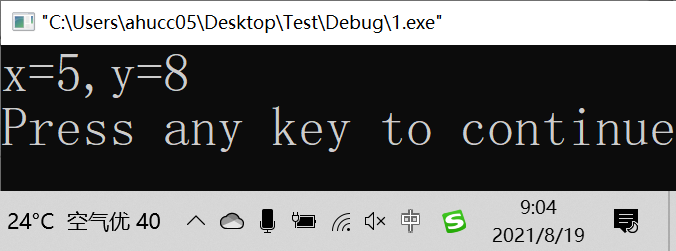 "C:\Users\ahucc05\Desktop\Test\Debug\1.exe"
x=5,y=8
Press any key to continue
24°C 空气优 40 中 S 9:04
2021/8/19